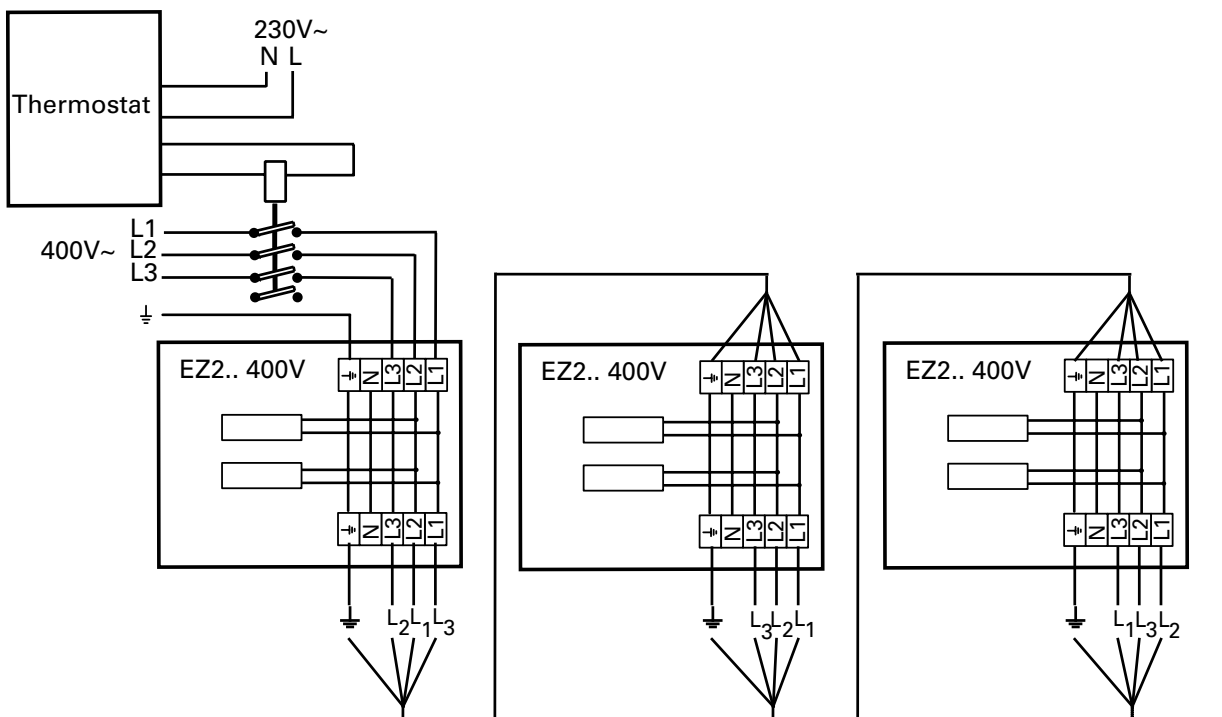 230V~
N L
Thermostat
L1
400V~ L2
L3
EZ2.. 400V
N L3 L2 L1
N L3 L2 L1
L2 L1 L3
EZ2.. 400V
N L3 L2 L1
N L3 L2 L1
L3 L2 L1
EZ2.. 400V
N L3 L2 L1
N L3 L2 L1
L1 L3 L2